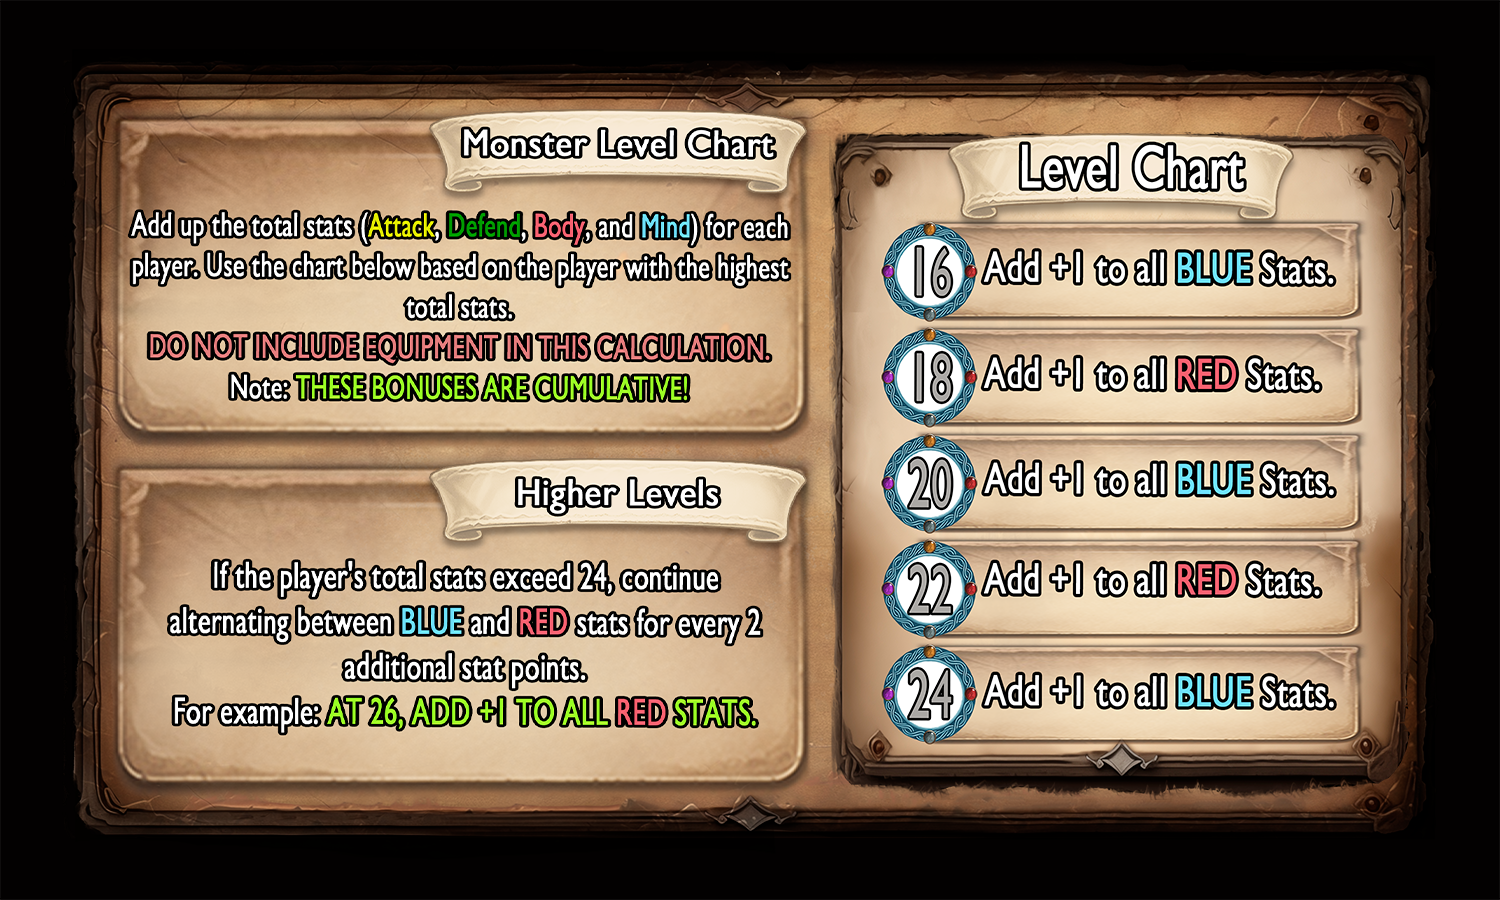 Monster Level Chart
Add up the total stats (Attack, Defend, Body, and Mind) for each
player. Use the chart below based on the player with the highest
total stats.
DO NOT INCLUDE EQUIPMENT IN THIS CALCULATION.
Note: THESE BONUSES ARE CUMULATIVE!
Higher Levels
If the player's total stats exceed 24, continue
alternating between BLUE and RED stats for every 2
additional stat points.
For example: AT 26, ADD +1 TO ALL RED STATS.
Level Chart
16 Add +1 to all BLUE Stats.
18 Add +1 to all RED Stats.
20 Add +1 to all BLUE Stats.
22 Add +1 to all RED Stats.
24 Add +1 to all BLUE Stats.